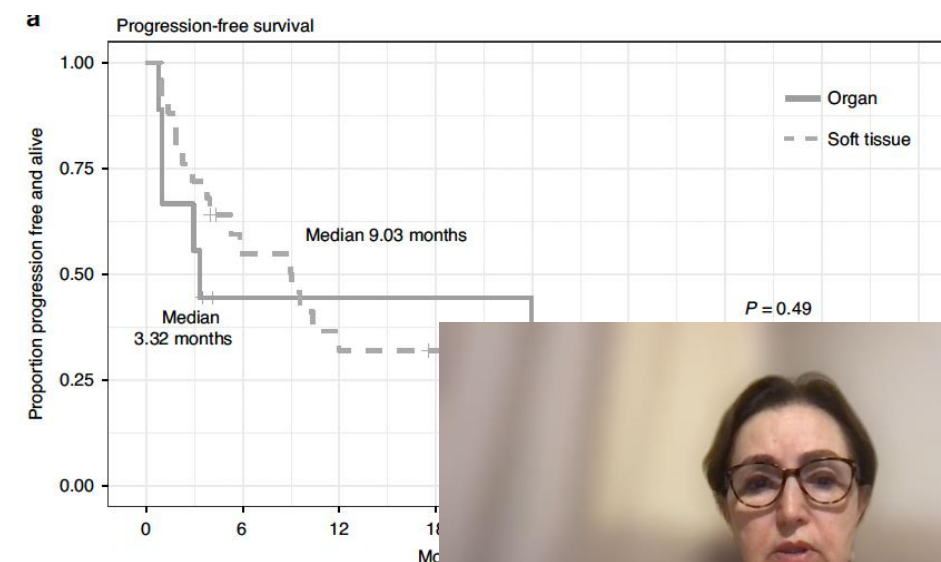 a
Progression-free survival
1.00
Organ
Soft tissue
0.75
Proportion progression free and alive
Median 9.03 months
0.50
P = 0.49
Median
3.32 months
0.25
0.00
0
6
12